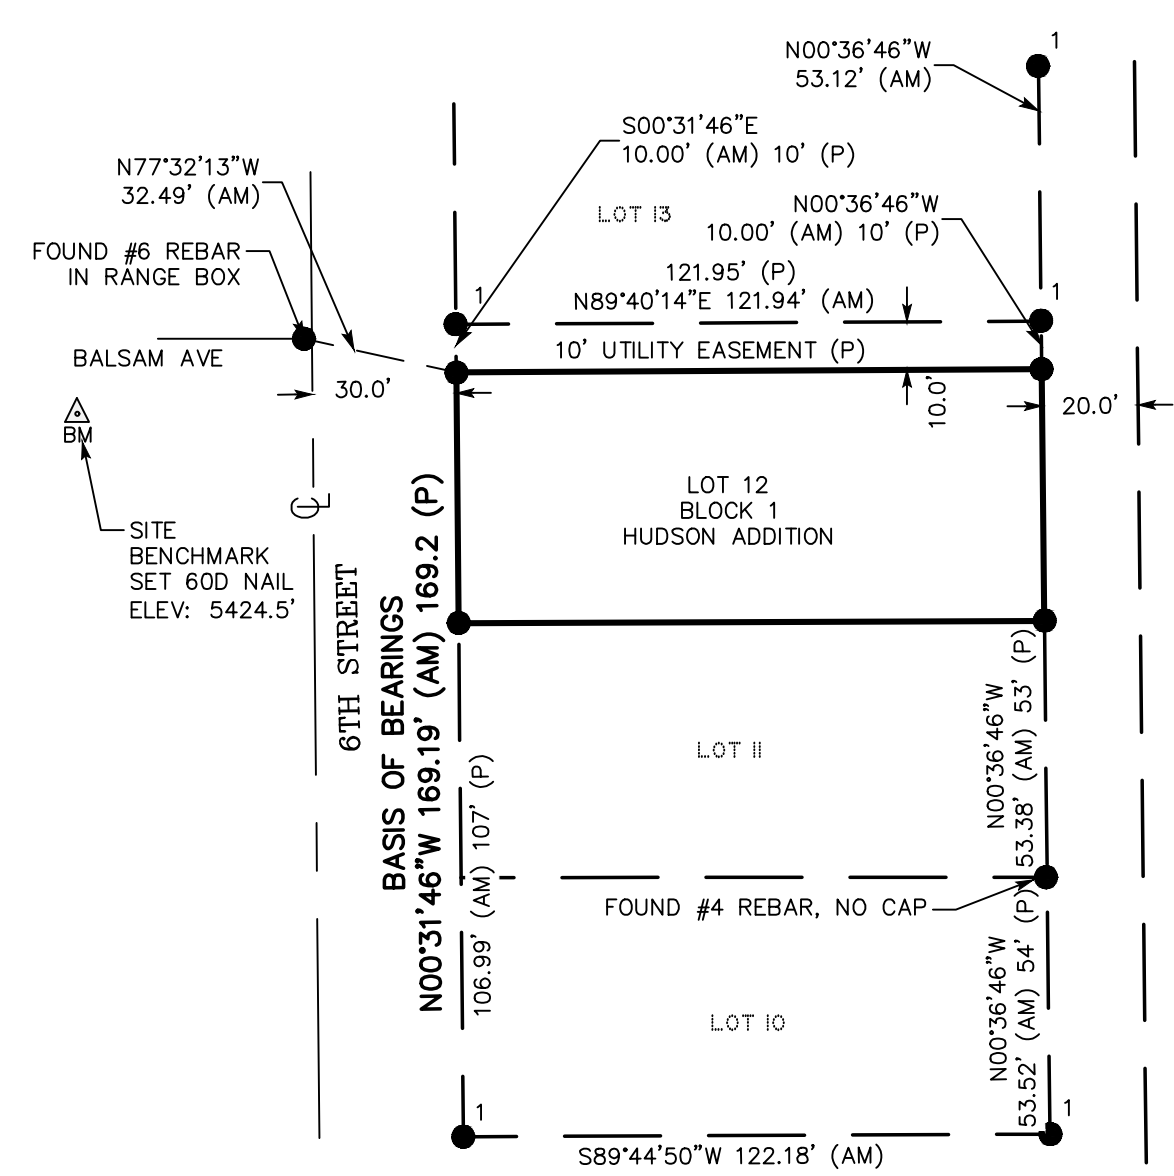 1
N00°36'46"W
53.12' (AM)
S00°31'46"E
10.00' (AM) 10' (P)
N77°32'13"W
32.49' (AM)
LOT 13
N00°36'46"W
10.00' (AM) 10' (P)
FOUND #6 REBAR
IN RANGE BOX
121.95' (P)
N89°40'14"E 121.94' (AM)
1
1
BALSAM AVE
10' UTILITY EASEMENT (P)
30.0'
10.0'
20.0'
BM
CL
SITE
BENCHMARK
SET 60D NAIL
ELEV: 5424.5'
LOT 12
BLOCK 1
HUDSON ADDITION
6TH STREET
BASIS OF BEARINGS
N00°31'46"W 169.19' (AM) 169.2 (P)
106.99' (AM) 107' (P)
LOT 11
N00°36'46"W
53.38' (AM) 53' (P)
FOUND #4 REBAR, NO CAP
LOT 10
N00°36'46"W
53.52' (AM) 54' (P)
1
1
S89°44'50"W 122.18' (AM)